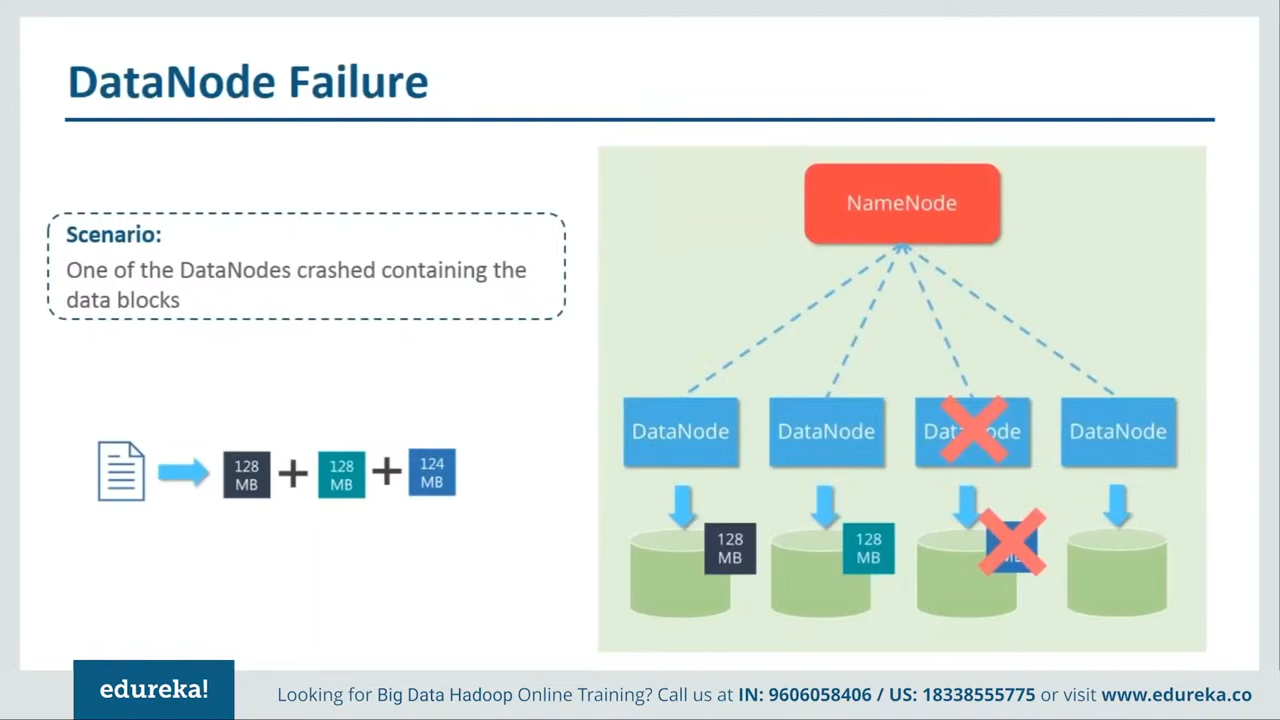 DataNode Failure
Scenario:
One of the DataNodes crashed containing the
data blocks
128
MB
128
MB
124
MB
NameNode
DataNode
DataNode
DataNode
128
MB
128
MB
edureka!
Looking for Big Data Hadoop Online Training? Call us at IN: 9606058406 / US: 18338555775 or visit www.edureka.co